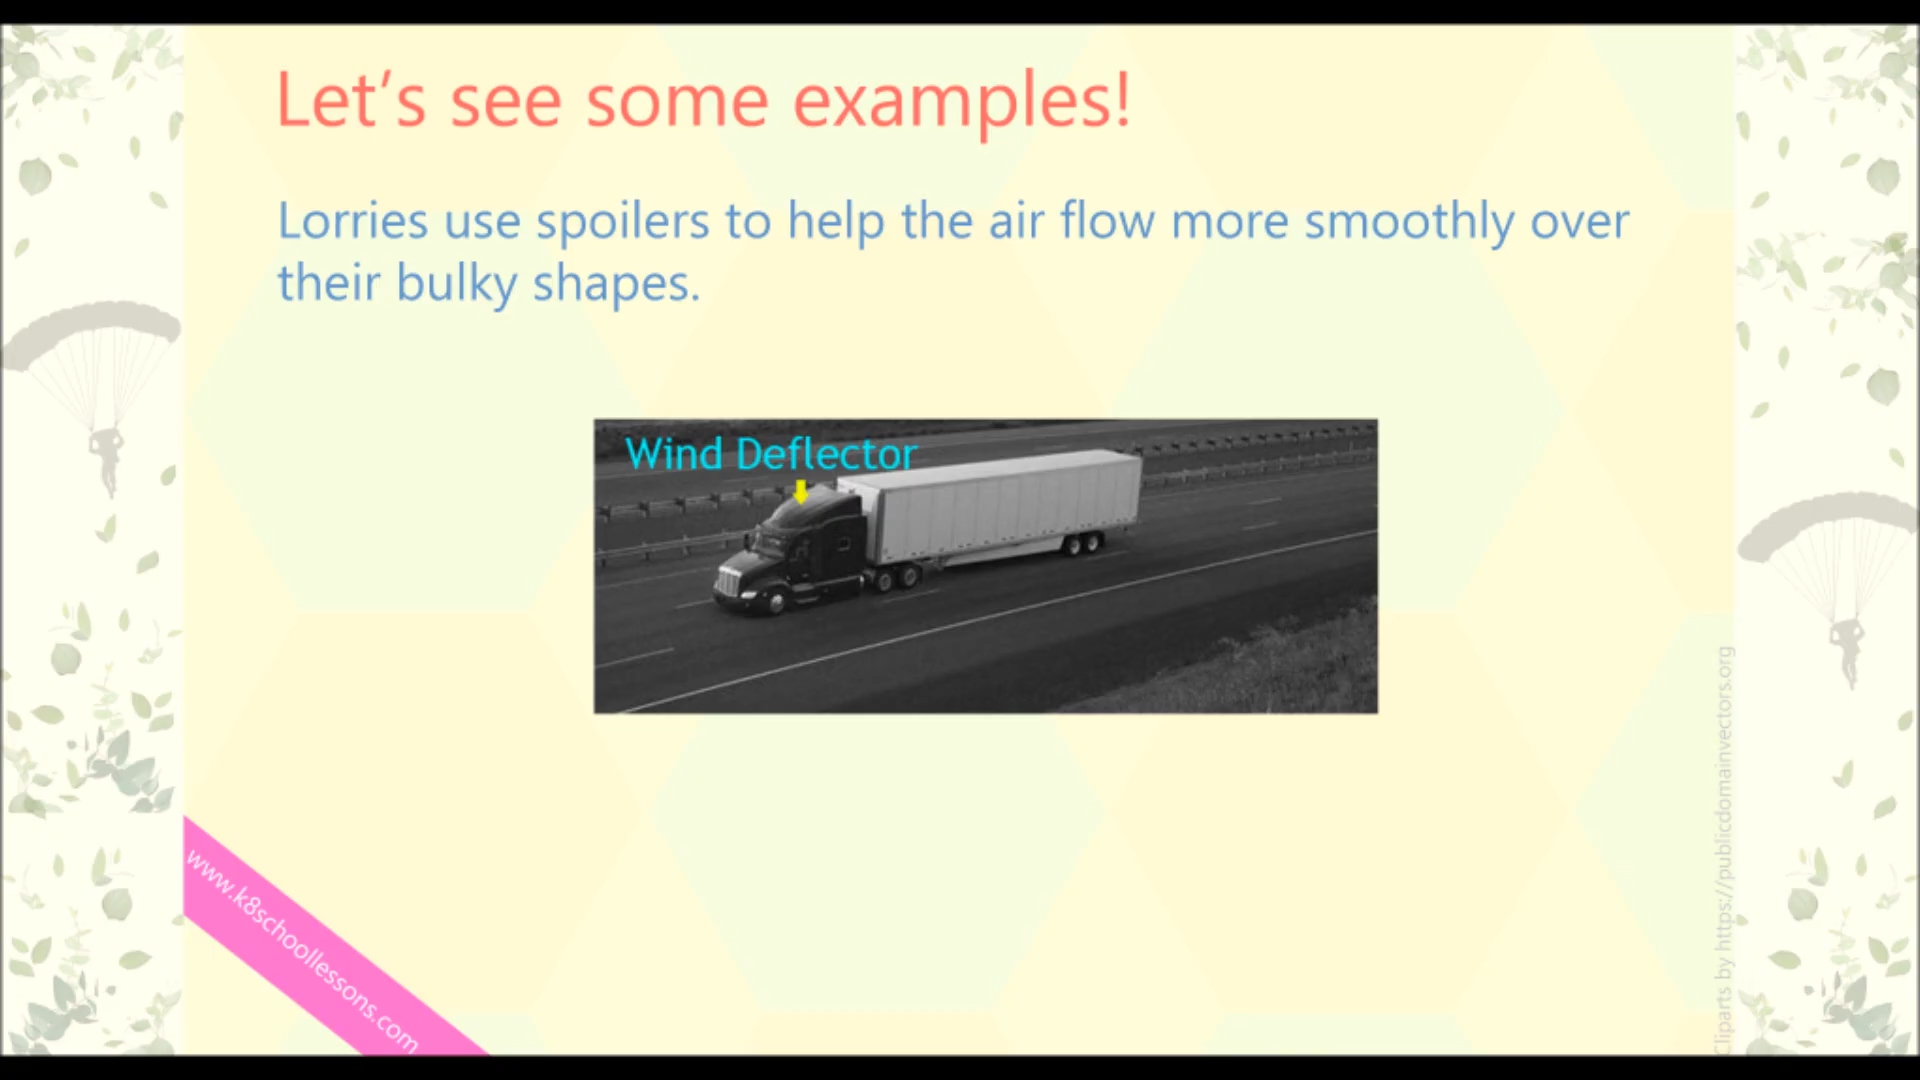 Let’s see some examples!
Lorries use spoilers to help the air flow more smoothly over
their bulky shapes.
Wind Deflector
www.k8schoollessons.com
Cliparts by https://publicdomainvectors.org